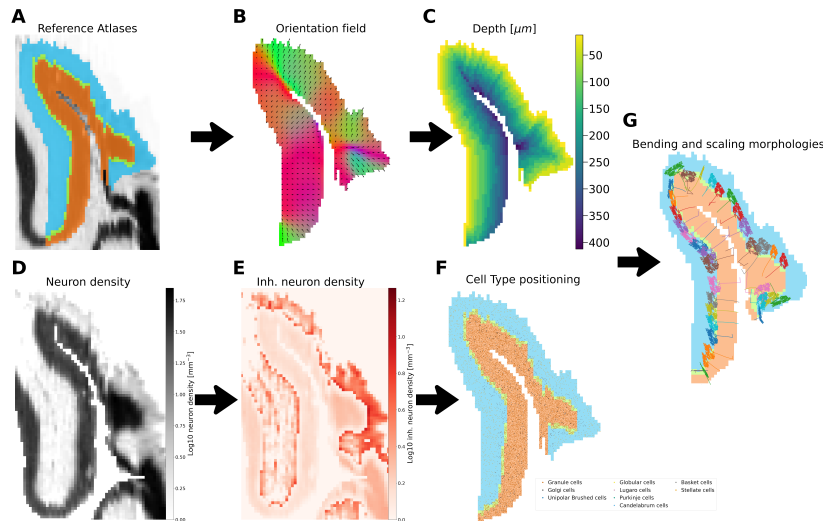 A
Reference Atlases
B
Orientation field
C
Depth [μm]
50
100
150
200
250
300
350
400
G
Bending and scaling morphologies
D
Neuron density
1.75
1.50
1.25
1.00
0.75
0.50
0.25
0.00
Log10 neuron density [mm⁻³]
E
Inh. neuron density
1.2
1.0
0.8
0.6
0.4
0.2
0.0
Log10 inh. neuron density [mm⁻³]
F
Cell Type positioning
Granule cells
Golgi cells
Unipolar Brushed cells
Globular cells
Lugaro cells
Purkinje cells
Candelabrum cells
Basket cells
Stellate cells